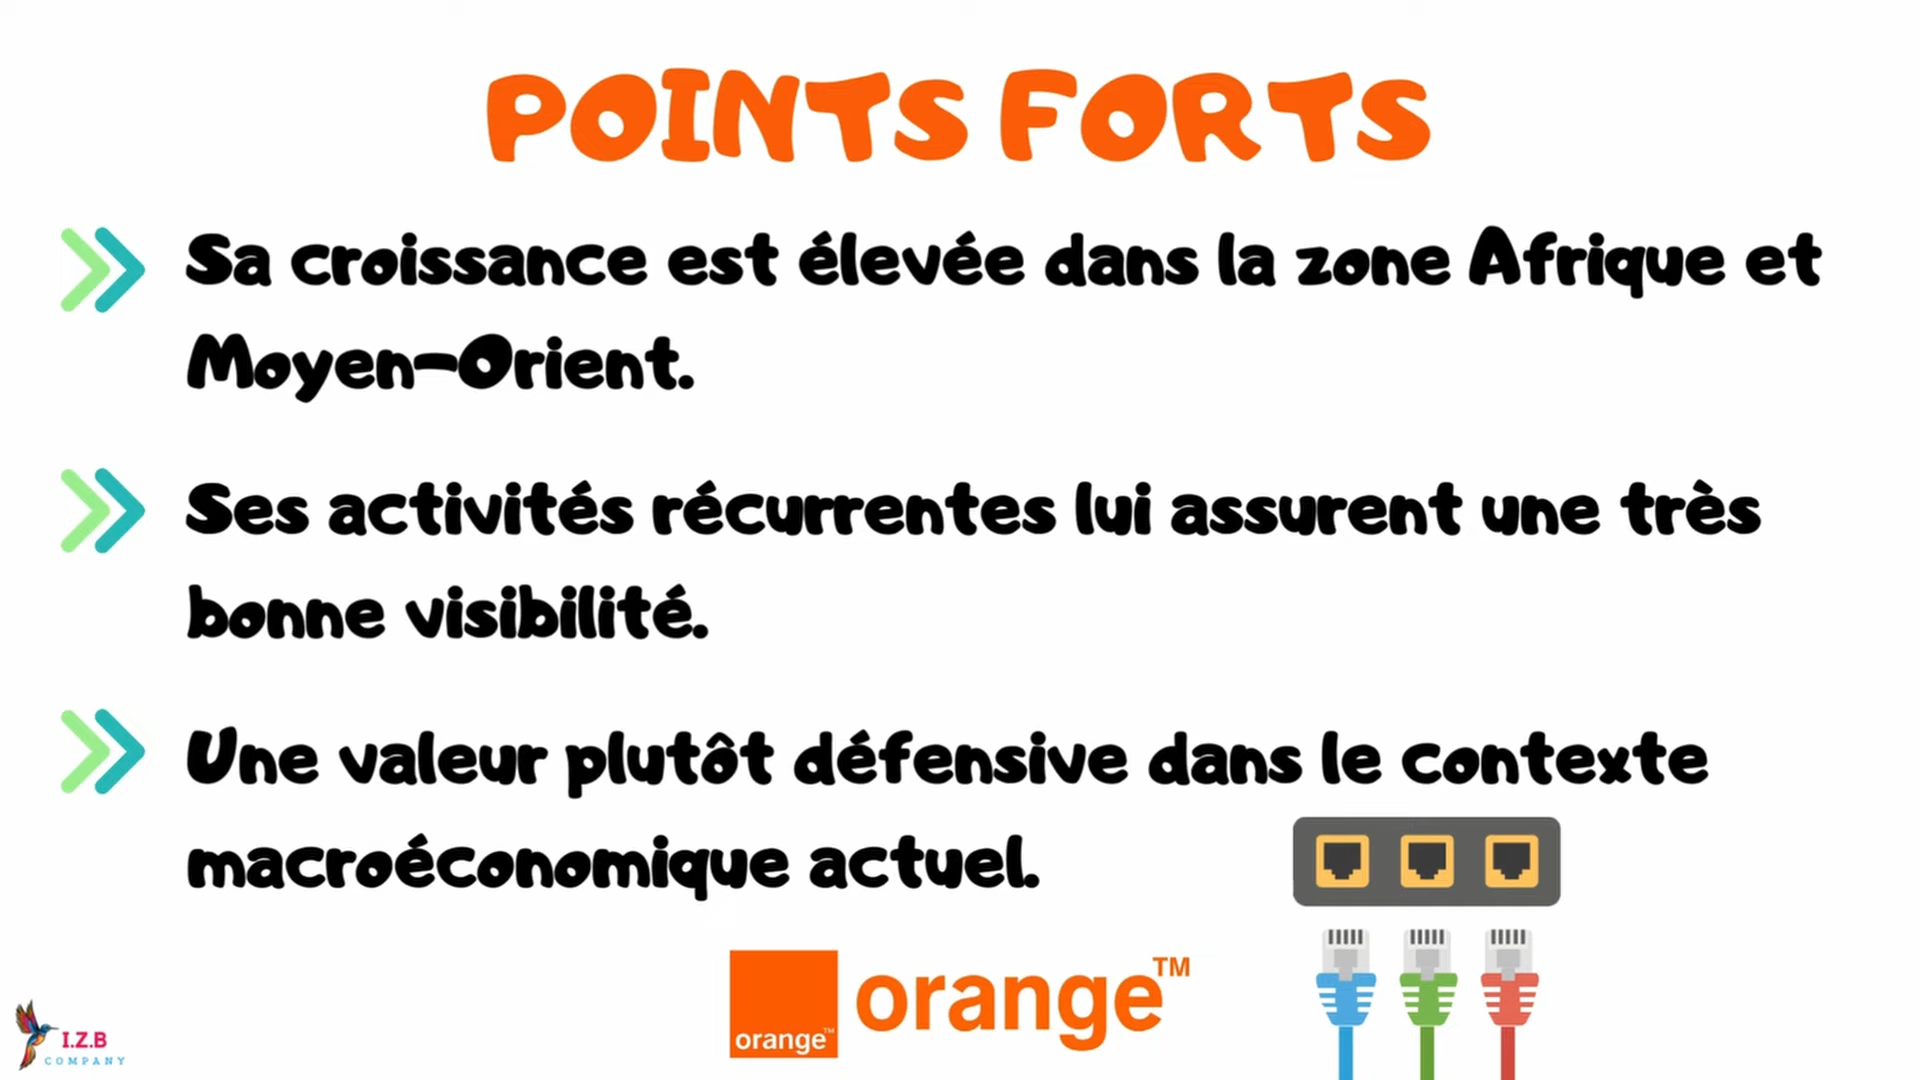 POINTS FORTS
Sa croissance est élevée dans la zone Afrique et
Moyen-Orient.
Ses activités récurrentes lui assurent une très
bonne visibilité.
Une valeur plutôt défensive dans le contexte
macroéconomique actuel.
orange™
orange™
I.Z.B
COMPANY